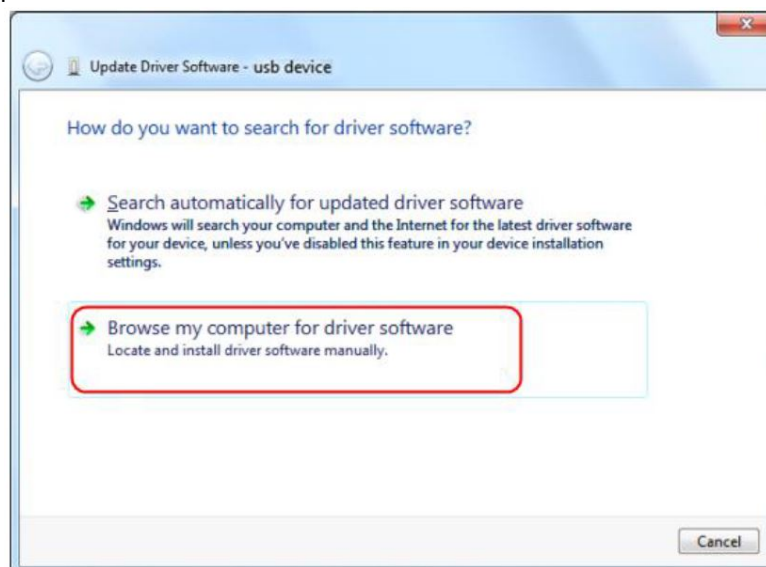 Update Driver Software - usb device
How do you want to search for driver software?
Search automatically for updated driver software
Windows will search your computer and the Internet for the latest driver software
for your device, unless you've disabled this feature in your device installation
settings.
Browse my computer for driver software
Locate and install driver software manually.
Cancel